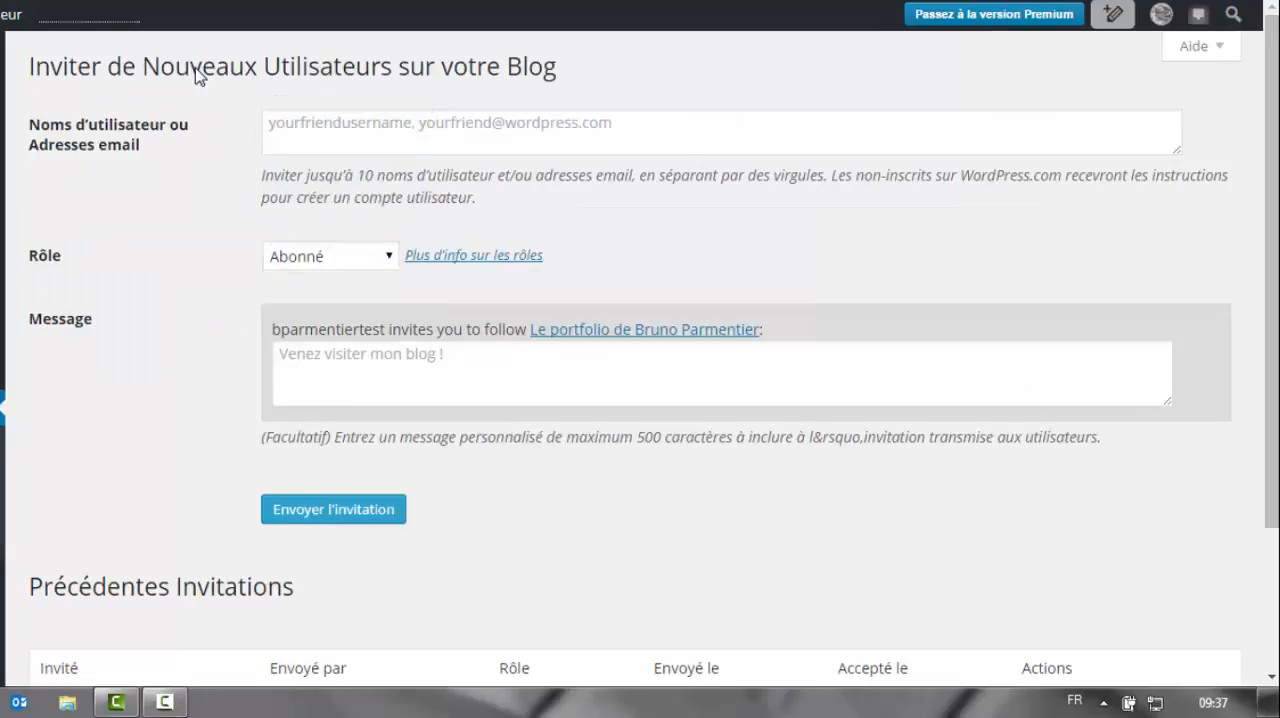 eur
Passez à la version Premium
Aide
Inviter de Nouveaux Utilisateurs sur votre Blog
Noms d'utilisateur ou
Adresses email
yourfriendusername, yourfriend@wordpress.com
Inviter jusqu'à 10 noms d'utilisateur et/ou adresses email, en séparant par des virgules. Les non-inscrits sur WordPress.com recevront les instructions
pour créer un compte utilisateur.
Rôle
Abonné
Plus d'info sur les rôles
Message
bparmentiertest invites you to follow Le portfolio de Bruno Parmentier:
Venez visiter mon blog !
(Facultatif) Entrez un message personnalisé de maximum 500 caractères à inclure à l&rsquo,invitation transmise aux utilisateurs.
Envoyer l'invitation
Précédentes Invitations
Invité Envoyé par Rôle Envoyé le Accepté le Actions
FR 09:37